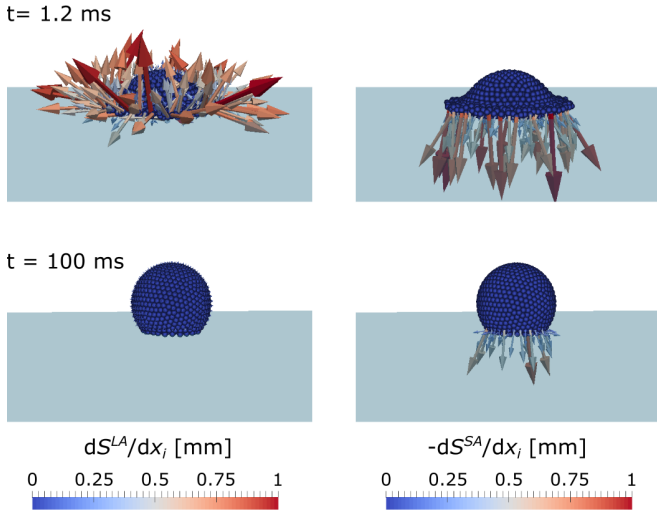 t= 1.2 ms
t = 100 ms
dS^LA/dx_i [mm] -dS^SA/dx_i [mm]
0 0.25 0.5 0.75 1 0 0.25 0.5 0.75 1